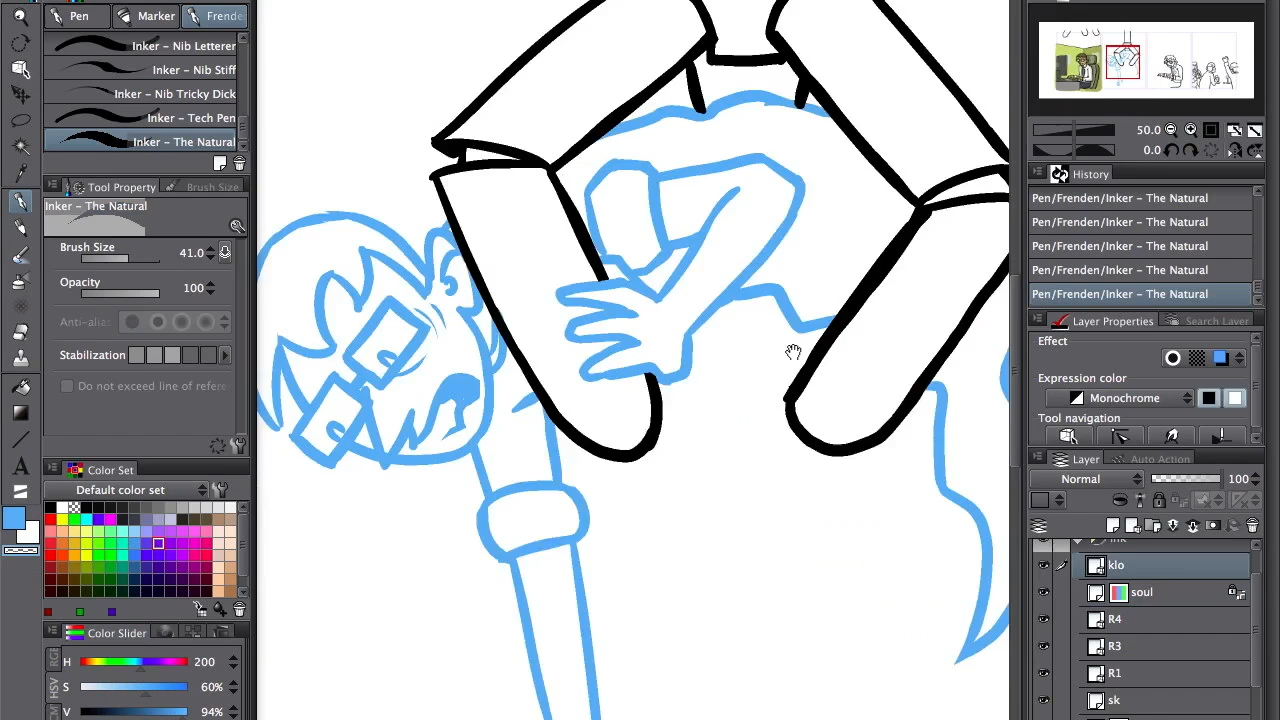 Pen
Marker
Frende
Inker – Nib Letterer
Inker – Nib Stiff
Inker – Nib Tricky Dick
Inker – Tech Pen
Inker – The Natural
Tool Property
Brush Size
Inker – The Natural
Brush Size
41.0
Opacity
100
Anti-alias
Stabilization
Do not exceed line of refere
Color Set
Default color set
Color Slider
H
200
S
60%
V
94%
RGB
HSV
CM
50.0
0.0
History
Pen/Frenden/Inker – The Natural
Pen/Frenden/Inker – The Natural
Pen/Frenden/Inker – The Natural
Pen/Frenden/Inker – The Natural
Pen/Frenden/Inker – The Natural
Layer Properties
Search Layer
Effect
Expression color
Monochrome
Tool navigation
Layer
Auto Action
Normal
100
ink
klo
soul
R4
R3
R1
sk